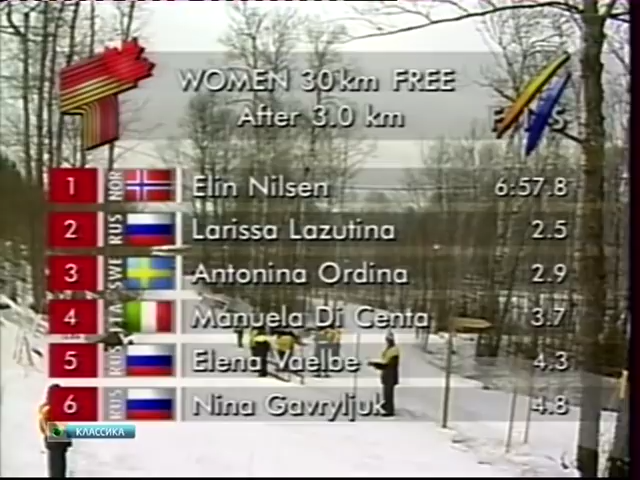 WOMEN 30 km FREE
After 3.0 km
FIS
1 NOR Elin Nilsen 6:57.8
2 RUS Larissa Lazutina 2.5
3 SWE Antonina Ordina 2.9
4 ITA Manuela Di Centa 3.7
5 RUS Elena Vaelbe 4.3
6 RUS Nina Gavryljuk 4.8
КЛАССИКА